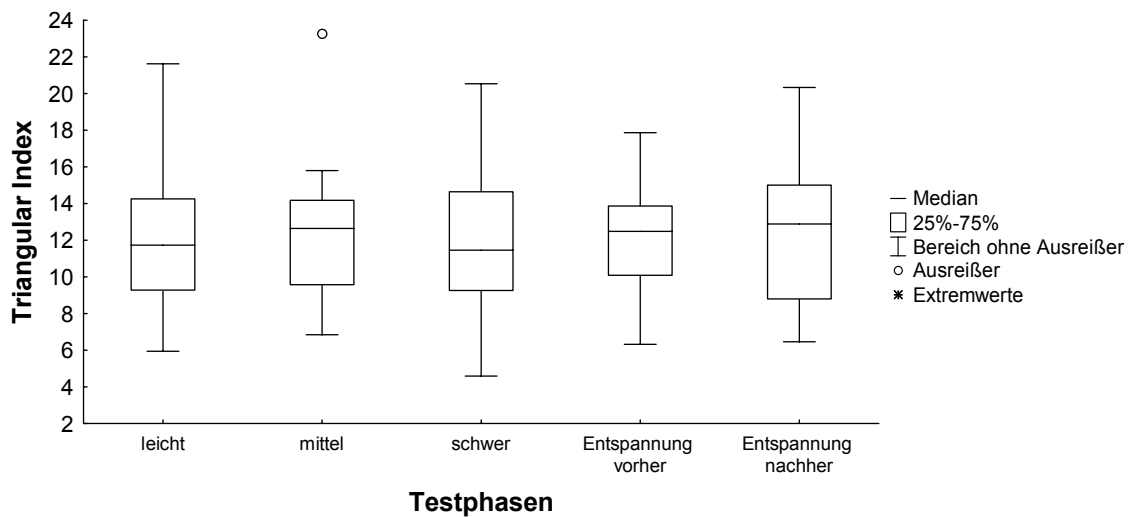 24
22
20
18
16
14
12
10
8
6
4
2
Triangular Index
leicht
mittel
schwer
Entspannung
vorher
Entspannung
nachher
Testphasen
Median
25%-75%
Bereich ohne Ausreißer
Ausreißer
Extremwerte